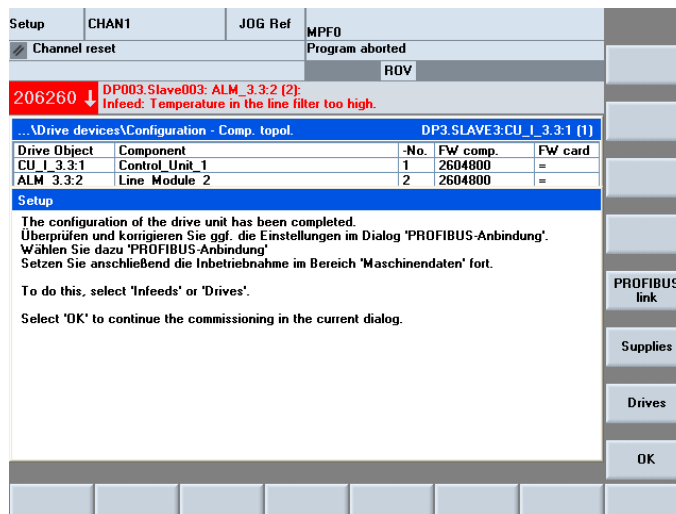 Setup CHAN1 JOG Ref MPF0
Channel reset Program aborted
ROV
206260 DP003.Slave003: ALM_3.3:2 (2):
Infeed: Temperature in the line filter too high.
...\Drive devices\Configuration - Comp. topol. DP3.SLAVE3:CU_I_3.3:1 (1)
Drive Object Component -No. FW comp. FW card
CU_I_3.3:1 Control_Unit_1 1 2604800 =
ALM_3.3:2 Line_Module_2 2 2604800 =
Setup
The configuration of the drive unit has been completed.
Überprüfen und korrigieren Sie ggf. die Einstellungen im Dialog 'PROFIBUS-Anbindung'.
Wählen Sie dazu 'PROFIBUS-Anbindung'
Setzen Sie anschließend die Inbetriebnahme im Bereich 'Maschinendaten' fort.
To do this, select 'Infeeds' or 'Drives'.
Select 'OK' to continue the commissioning in the current dialog.
PROFIBUS
link
Supplies
Drives
OK